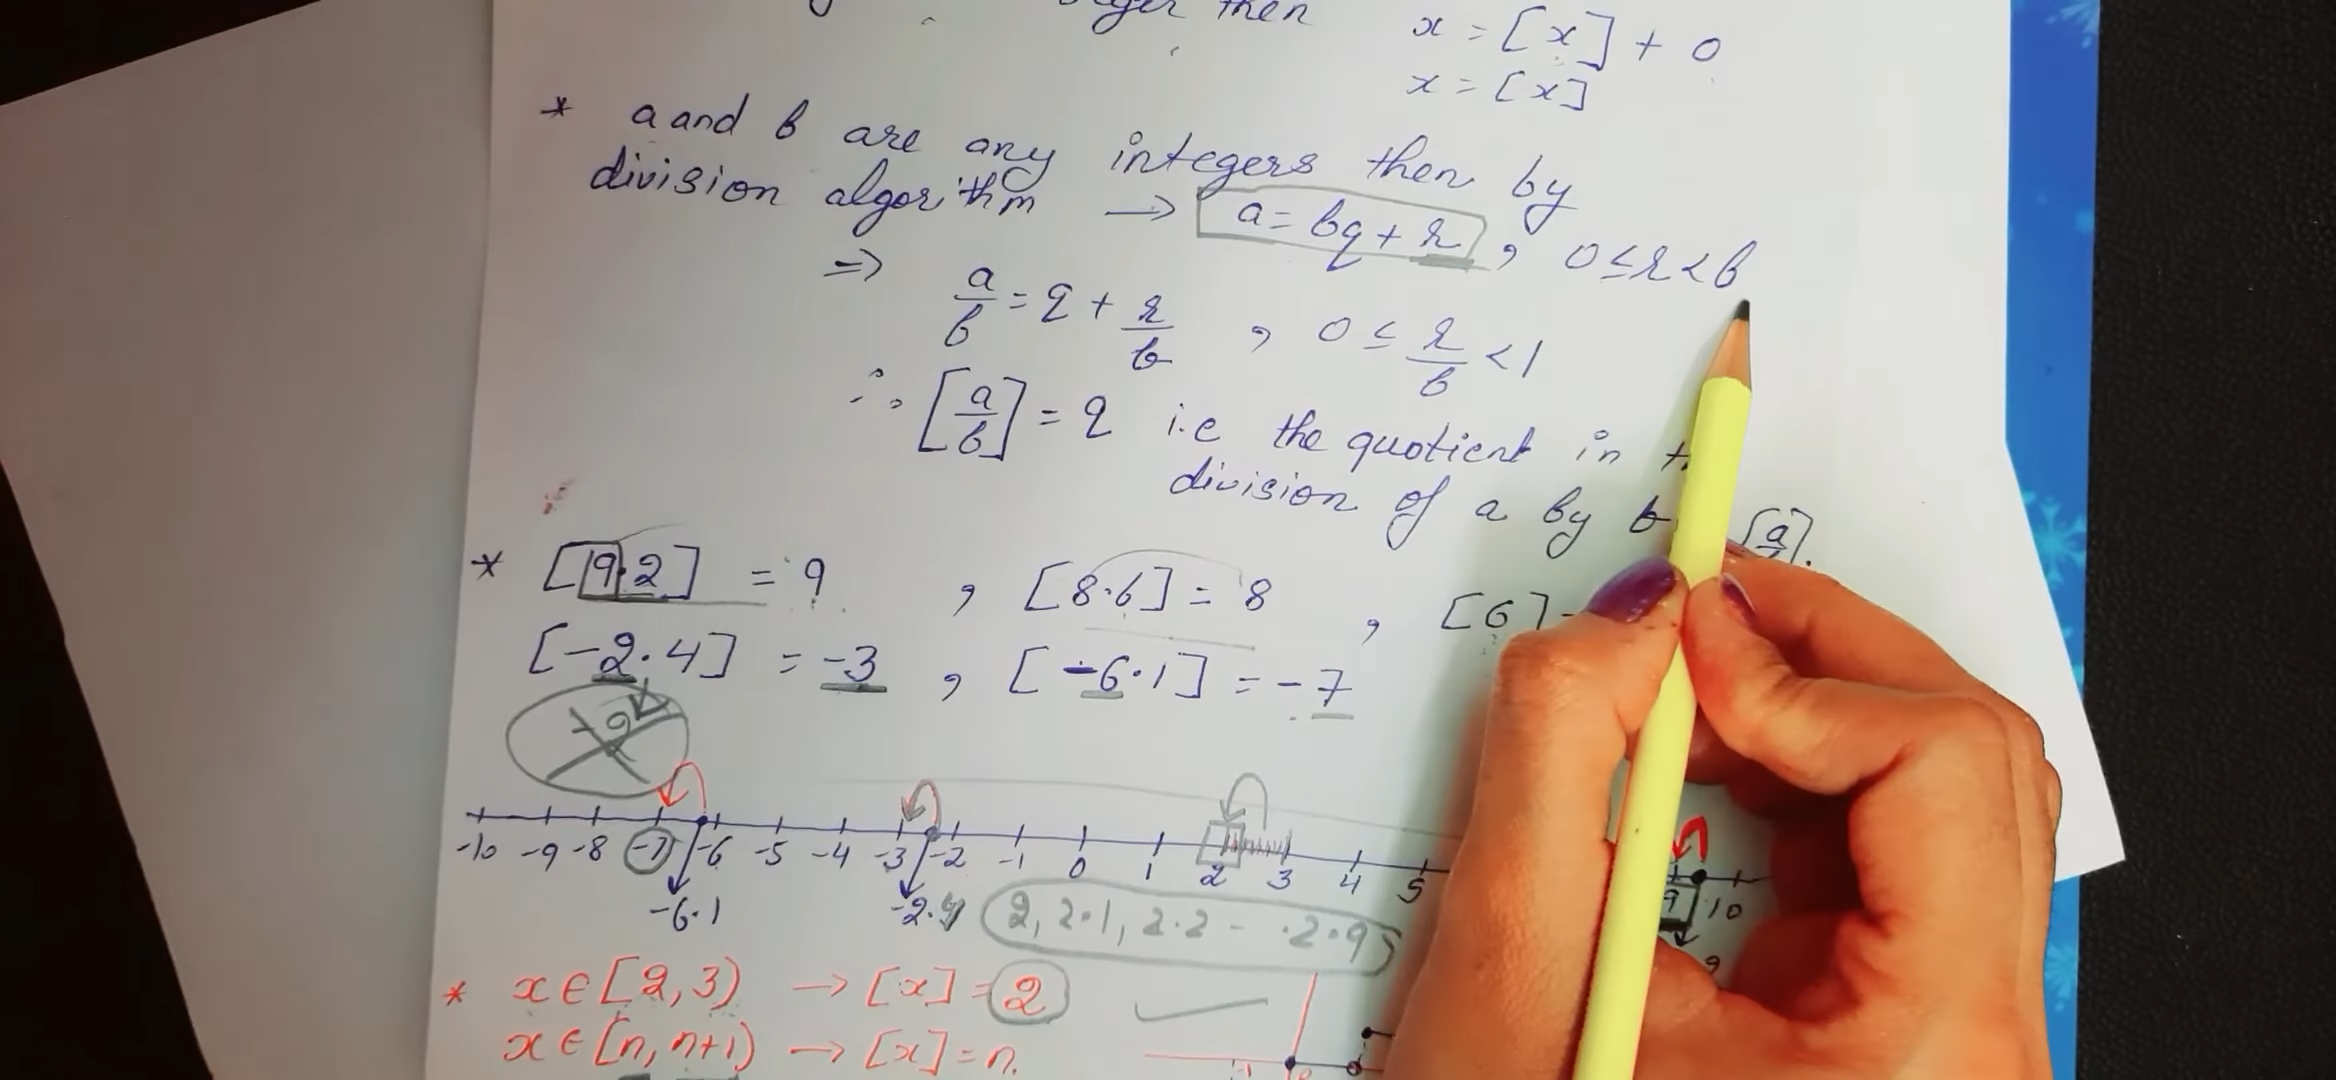 then
x = [x] + 0
x = [x]
* a and b are any integers then by
division algorithm → a = bq + r , 0 ≤ r < b
⇒ a/b = q + r/b , 0 ≤ r/b < 1
∴ [a/b] = q i.e the quotient in
division of a by b
* [9.2] = 9 , [8.6] = 8 , [6]
[-2.4] = -3 , [-6.1] = -7
-10 -9 -8 -7 -6 -5 -4 -3 -2 -1 0 1 2 3 4 5 9 10
-6.1 -2.4 2, 2.1, 2.2 - .2.9
* x ∈ [2, 3) → [x] = 2
x ∈ [n, n+1) → [x] = n.